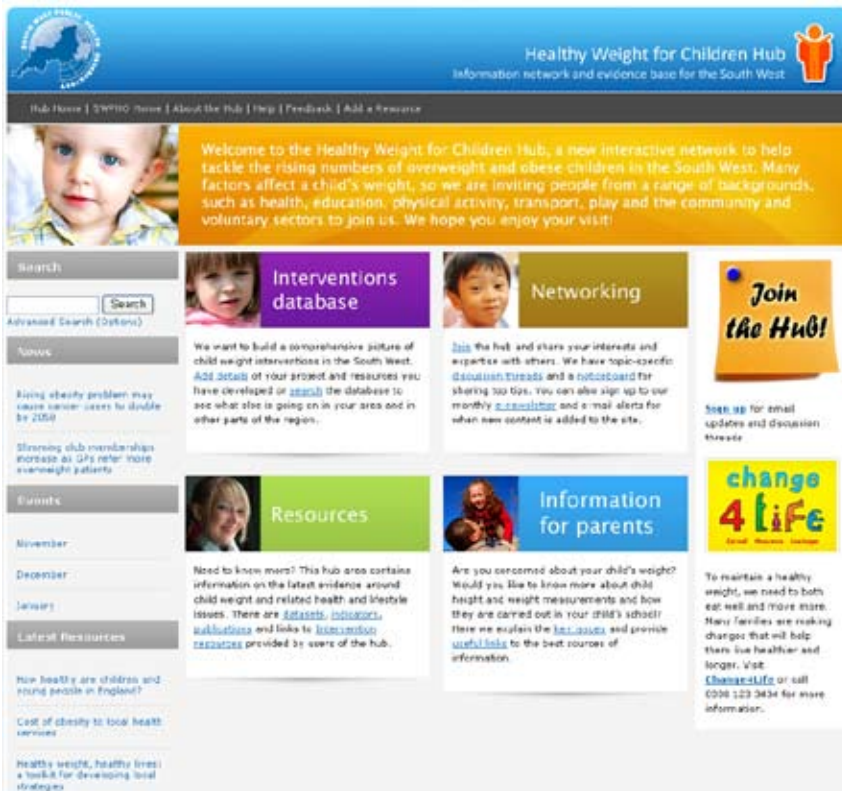 Healthy Weight for Children Hub
Information network and evidence base for the South West
Hub Home | SWPHO Home | About the Hub | Help | Feedback | Add a Resource
Welcome to the Healthy Weight for Children Hub, a new interactive network to help
tackle the rising numbers of overweight and obese children in the South West. Many
factors affect a child's weight, so we are inviting people from a range of backgrounds,
such as health, education, physical activity, transport, play and the community and
voluntary sectors to join us. We hope you enjoy your visit!
Search
Search
Advanced Search (Options)
News
Rising obesity problem may
cause cancer cases to double
by 2050
Slimming club memberships
increase as GPs refer more
overweight patients
Events
November
December
January
Latest Resources
How healthy are children and
young people in England?
Cost of obesity to local health
services
Healthy weight, healthy lives:
a toolkit for developing local
strategies
Interventions
database
We want to build a comprehensive picture of
child weight interventions in the South West.
Add details of your project and resources you
have developed or search the database to
see what else is going on in your area and in
other parts of the region.
Networking
Join the hub and share your interests and
expertise with others. We have topic-specific
discussion threads and a noticeboard for
sharing top tips. You can also sign up to our
monthly e-newsletter and e-mail alerts for
when new content is added to the site.
Resources
Need to know more? This hub area contains
information on the latest evidence around
child weight and related health and lifestyle
issues. There are datasets, indicators,
publications and links to intervention
resources provided by users of the hub.
Information
for parents
Are you concerned about your child's weight?
Would you like to know more about child
height and weight measurements and how
they are carried out in your child's school?
Here we explain the key issues and provide
useful links to the best sources of
information.
Join
the Hub!
Sign up for email
updates and discussion
threads
change
4 LiFe
Eat well Move more Live longer
To maintain a healthy
weight, we need to both
eat well and move more.
Many families are making
changes that will help
them live healthier and
longer. Visit
Change4Life or call
0300 123 3434 for more
information.